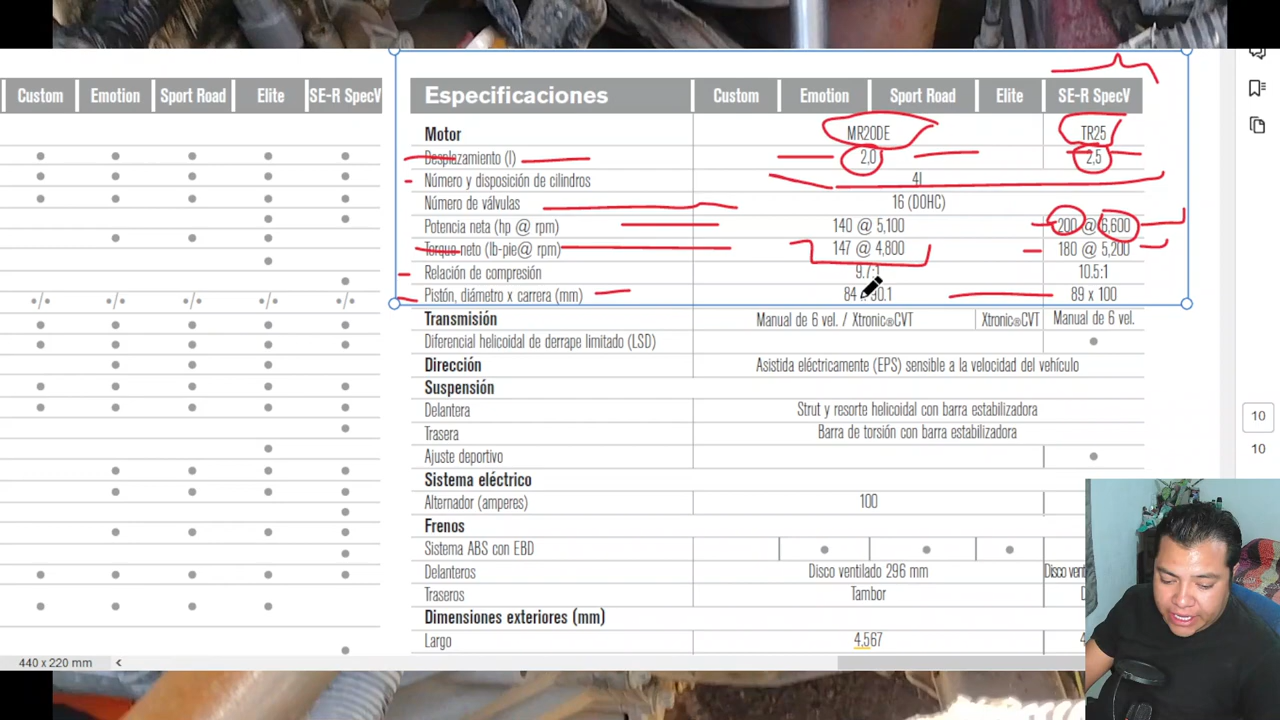 Custom Emotion Sport Road Elite SE-R SpecV
Especificaciones Custom Emotion Sport Road Elite SE-R SpecV
Motor MR20DE TR25
Desplazamiento (l) 2,0 2,5
Número y disposición de cilindros 4l
Número de válvulas 16 (DOHC)
Potencia neta (hp @ rpm) 140 @ 5,100 200 @ 6,600
Torque neto (lb-pie@ rpm) 147 @ 4,800 180 @ 5,200
Relación de compresión 9.7:1 10.5:1
Pistón, diámetro x carrera (mm) 84 89 x 100
Transmisión Manual de 6 vel. / Xtronic®CVT Xtronic®CVT Manual de 6 vel.
Diferencial helicoidal de derrape limitado (LSD)
Dirección Asistida eléctricamente (EPS) sensible a la velocidad del vehículo
Suspensión
Delantera Strut y resorte helicoidal con barra estabilizadora
Trasera Barra de torsión con barra estabilizadora
Ajuste deportivo
Sistema eléctrico
Alternador (amperes) 100
Frenos
Sistema ABS con EBD
Delanteros Disco ventilado 296 mm Disco
Traseros Tambor
Dimensiones exteriores (mm)
Largo 4.567
440 x 220 mm
10
10